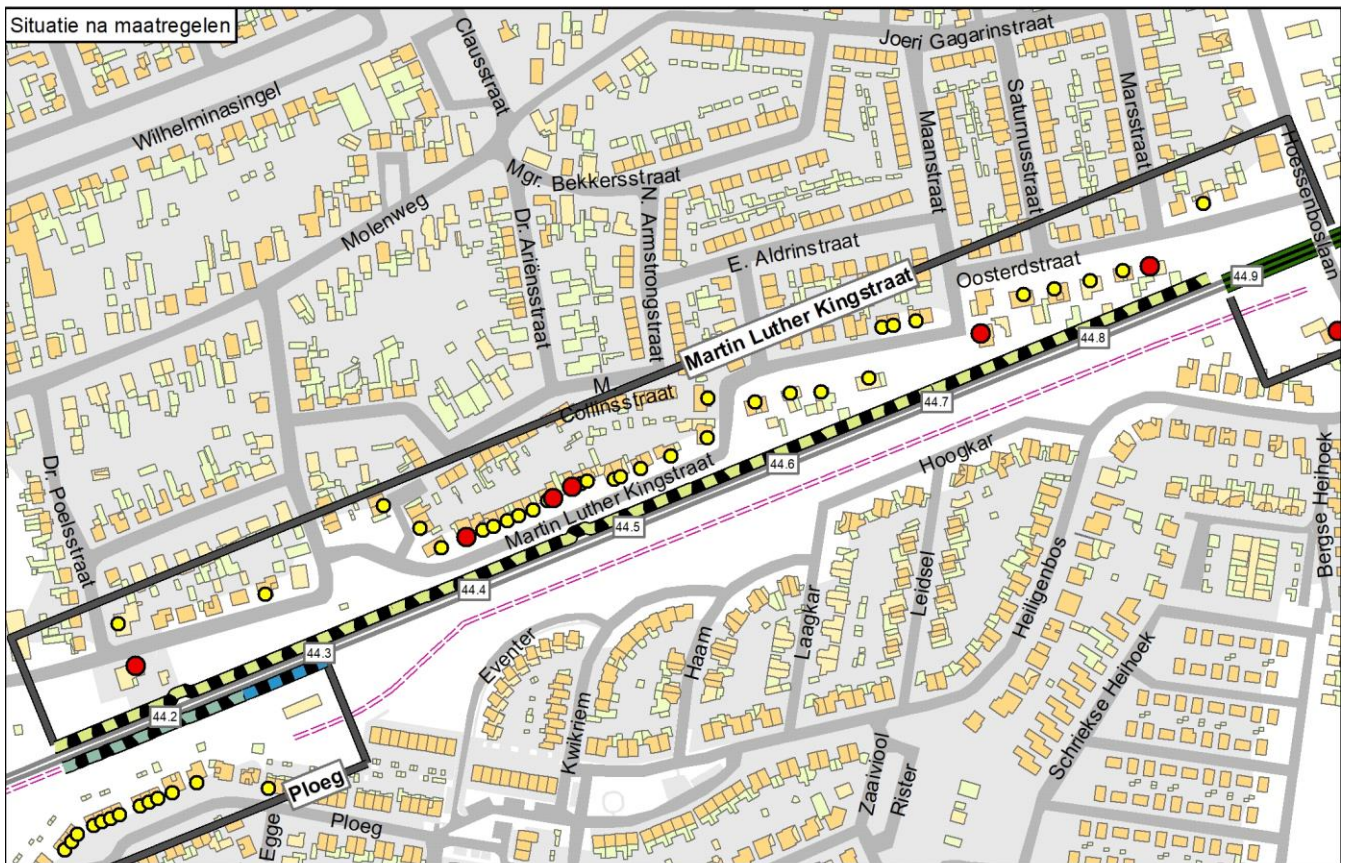 Situatie na maatregelen
Clausstraat
Joeri Gagarinstraat
Wilhelminasingel
Saturnusstraat
Marsstraat
Maanstraat
Hoessenboslaan
Mgr. Bekkersstraat
Molenweg
Dr. Ariënsstraat
N. Armstrongstraat
E. Aldrinstraat
Oosterdstraat
Martin Luther Kingstraat
44.9
44.8
44.7
M.
Collinsstraat
Dr. Poelsstraat
Martin Luther Kingstraat
44.6
44.5
44.4
44.3
44.2
Hoogkar
Bergse Heihoek
Leidsel
Heiligenbos
Laagkar
Haam
Eventer
Kwikriem
Schriekse Heihoek
Zaaiviool
Rister
Ploeg
Ploeg
Egge